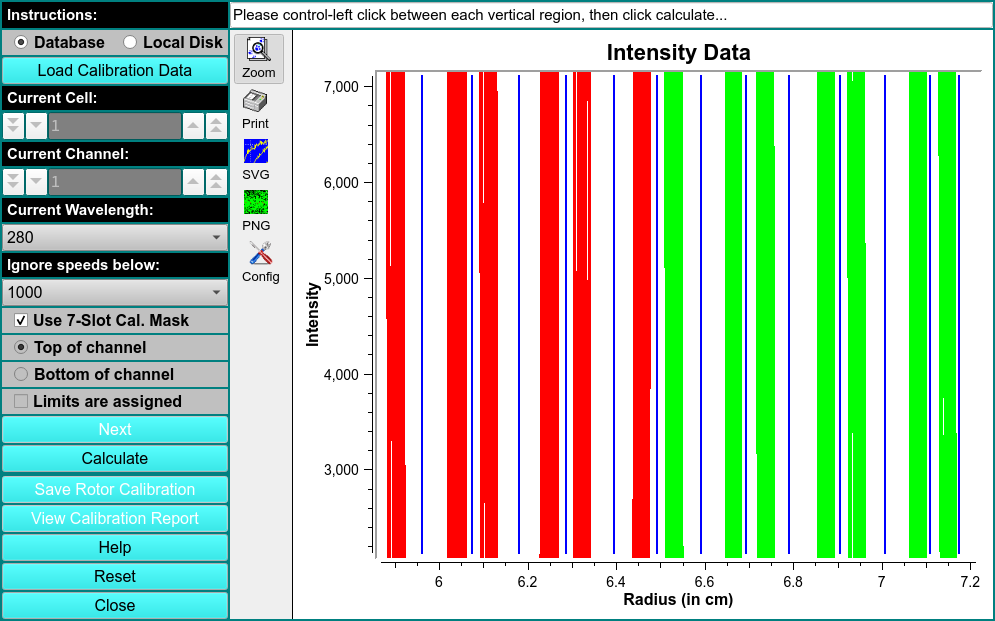 Instructions:
Please control-left click between each vertical region, then click calculate...
Database
Local Disk
Load Calibration Data
Current Cell:
1
Current Channel:
1
Current Wavelength:
280
Ignore speeds below:
1000
Use 7-Slot Cal. Mask
Top of channel
Bottom of channel
Limits are assigned
Next
Calculate
Save Rotor Calibration
View Calibration Report
Help
Reset
Close
Zoom
Print
SVG
PNG
Config
Intensity Data
Intensity
7,000
6,000
5,000
4,000
3,000
6 6.2 6.4 6.6 6.8 7 7.2
Radius (in cm)